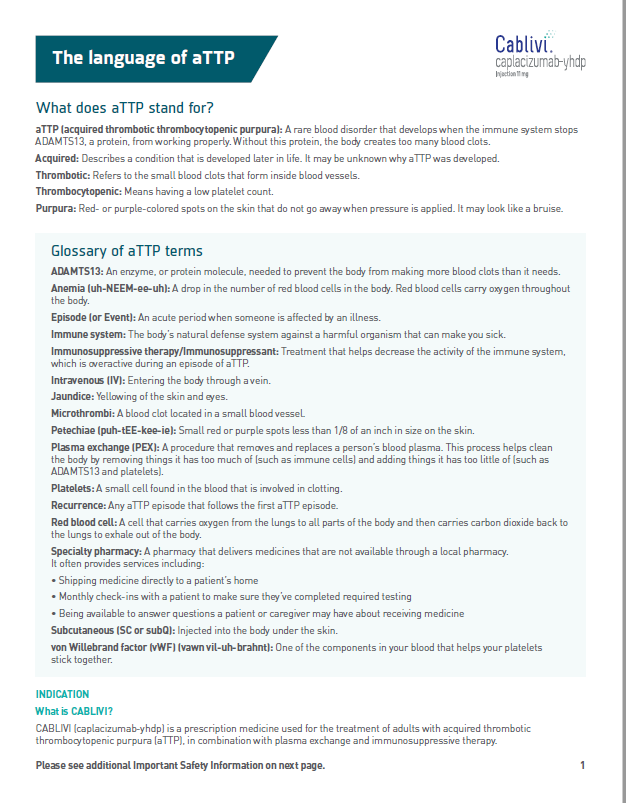 The language of aTTP
Cablivi.
caplacizumab-yhdp
Injection 11 mg
What does aTTP stand for?
aTTP (acquired thrombotic thrombocytopenic purpura): A rare blood disorder that develops when the immune system stops
ADAMTS13, a protein, from working properly. Without this protein, the body creates too many blood clots.
Acquired: Describes a condition that is developed later in life. It may be unknown why aTTP was developed.
Thrombotic: Refers to the small blood clots that form inside blood vessels.
Thrombocytopenic: Means having a low platelet count.
Purpura: Red- or purple-colored spots on the skin that do not go away when pressure is applied. It may look like a bruise.
Glossary of aTTP terms
ADAMTS13: An enzyme, or protein molecule, needed to prevent the body from making more blood clots than it needs.
Anemia (uh-NEEM-ee-uh): A drop in the number of red blood cells in the body. Red blood cells carry oxygen throughout
the body.
Episode (or Event): An acute period when someone is affected by an illness.
Immune system: The body's natural defense system against a harmful organism that can make you sick.
Immunosuppressive therapy/Immunosuppressant: Treatment that helps decrease the activity of the immune system,
which is overactive during an episode of aTTP.
Intravenous (IV): Entering the body through a vein.
Jaundice: Yellowing of the skin and eyes.
Microthrombi: A blood clot located in a small blood vessel.
Petechiae (puh-tEE-kee-ie): Small red or purple spots less than 1/8 of an inch in size on the skin.
Plasma exchange (PEX): A procedure that removes and replaces a person's blood plasma. This process helps clean
the body by removing things it has too much of (such as immune cells) and adding things it has too little of (such as
ADAMTS13 and platelets).
Platelets: A small cell found in the blood that is involved in clotting.
Recurrence: Any aTTP episode that follows the first aTTP episode.
Red blood cell: A cell that carries oxygen from the lungs to all parts of the body and then carries carbon dioxide back to
the lungs to exhale out of the body.
Specialty pharmacy: A pharmacy that delivers medicines that are not available through a local pharmacy.
It often provides services including:
• Shipping medicine directly to a patient's home
• Monthly check-ins with a patient to make sure they've completed required testing
• Being available to answer questions a patient or caregiver may have about receiving medicine
Subcutaneous (SC or subQ): Injected into the body under the skin.
von Willebrand factor (vWF) (vawn vil-uh-brahnt): One of the components in your blood that helps your platelets
stick together.
INDICATION
What is CABLIVI?
CABLIVI (caplacizumab-yhdp) is a prescription medicine used for the treatment of adults with acquired thrombotic
thrombocytopenic purpura (aTTP), in combination with plasma exchange and immunosuppressive therapy.
Please see additional Important Safety Information on next page.
1